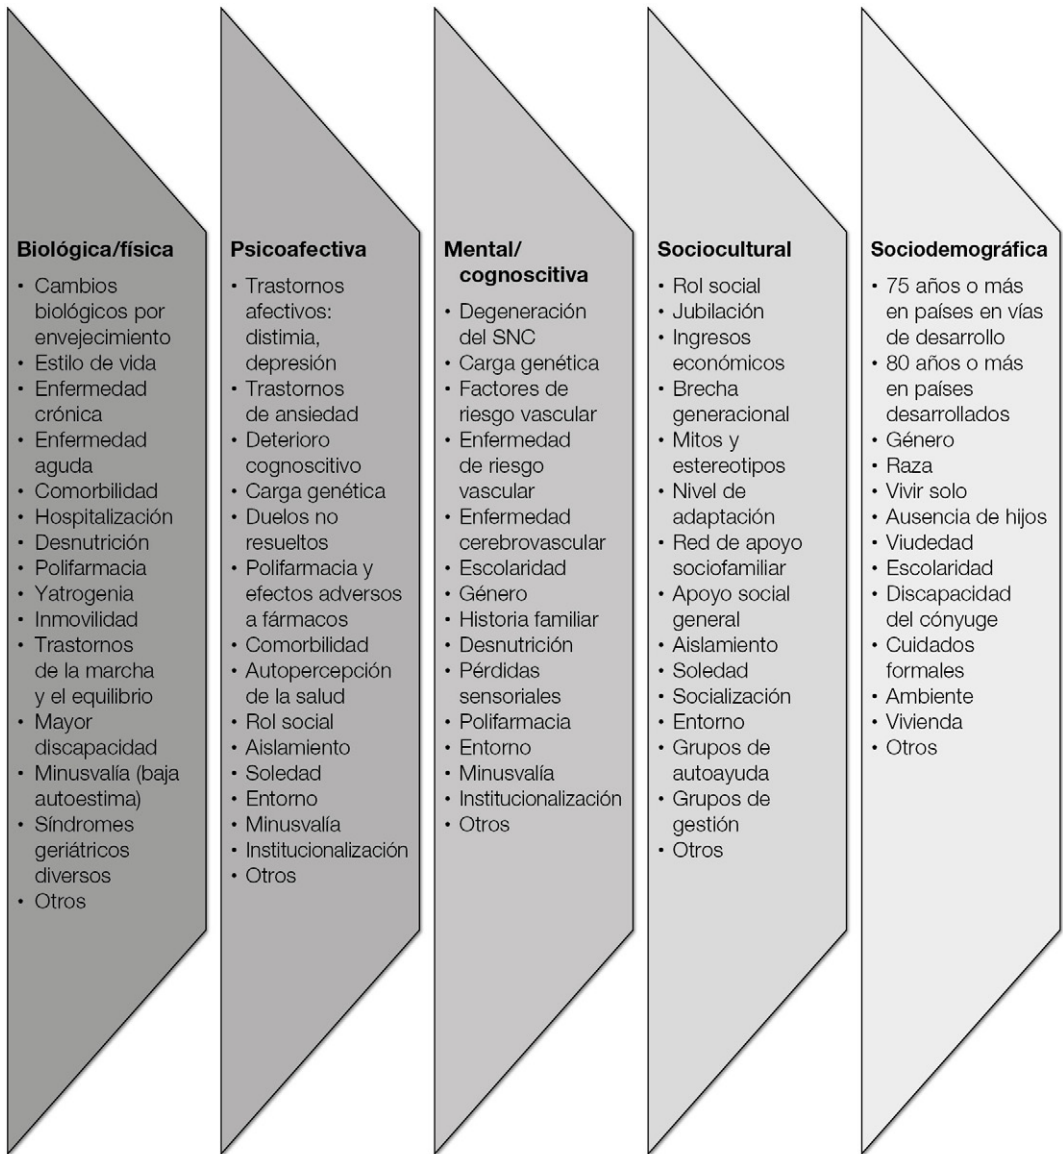 Biológica/física
• Cambios
biológicos por
envejecimiento
• Estilo de vida
• Enfermedad
crónica
• Enfermedad
aguda
• Comorbilidad
• Hospitalización
• Desnutrición
• Polifarmacia
• Yatrogenia
• Inmovilidad
• Trastornos
de la marcha
y el equilibrio
• Mayor
discapacidad
• Minusvalía (baja
autoestima)
• Síndromes
geriátricos
diversos
• Otros
Psicoafectiva
• Trastornos
afectivos:
distimia,
depresión
• Trastornos
de ansiedad
• Deterioro
cognoscitivo
• Carga genética
• Duelos no
resueltos
• Polifarmacia y
efectos adversos
a fármacos
• Comorbilidad
• Autopercepción
de la salud
• Rol social
• Aislamiento
• Soledad
• Entorno
• Minusvalía
• Institucionalización
• Otros
Mental/
cognoscitiva
• Degeneración
del SNC
• Carga genética
• Factores de
riesgo vascular
• Enfermedad
de riesgo
vascular
• Enfermedad
cerebrovascular
• Escolaridad
• Género
• Historia familiar
• Desnutrición
• Pérdidas
sensoriales
• Polifarmacia
• Entorno
• Minusvalía
• Institucionalización
• Otros
Sociocultural
• Rol social
• Jubilación
• Ingresos
económicos
• Brecha
generacional
• Mitos y
estereotipos
• Nivel de
adaptación
• Red de apoyo
sociofamiliar
• Apoyo social
general
• Aislamiento
• Soledad
• Socialización
• Entorno
• Grupos de
autoayuda
• Grupos de
gestión
• Otros
Sociodemográfica
• 75 años o más
en países en vías
de desarrollo
• 80 años o más
en países
desarrollados
• Género
• Raza
• Vivir solo
• Ausencia de hijos
• Viudedad
• Escolaridad
• Discapacidad
del cónyuge
• Cuidados
formales
• Ambiente
• Vivienda
• Otros